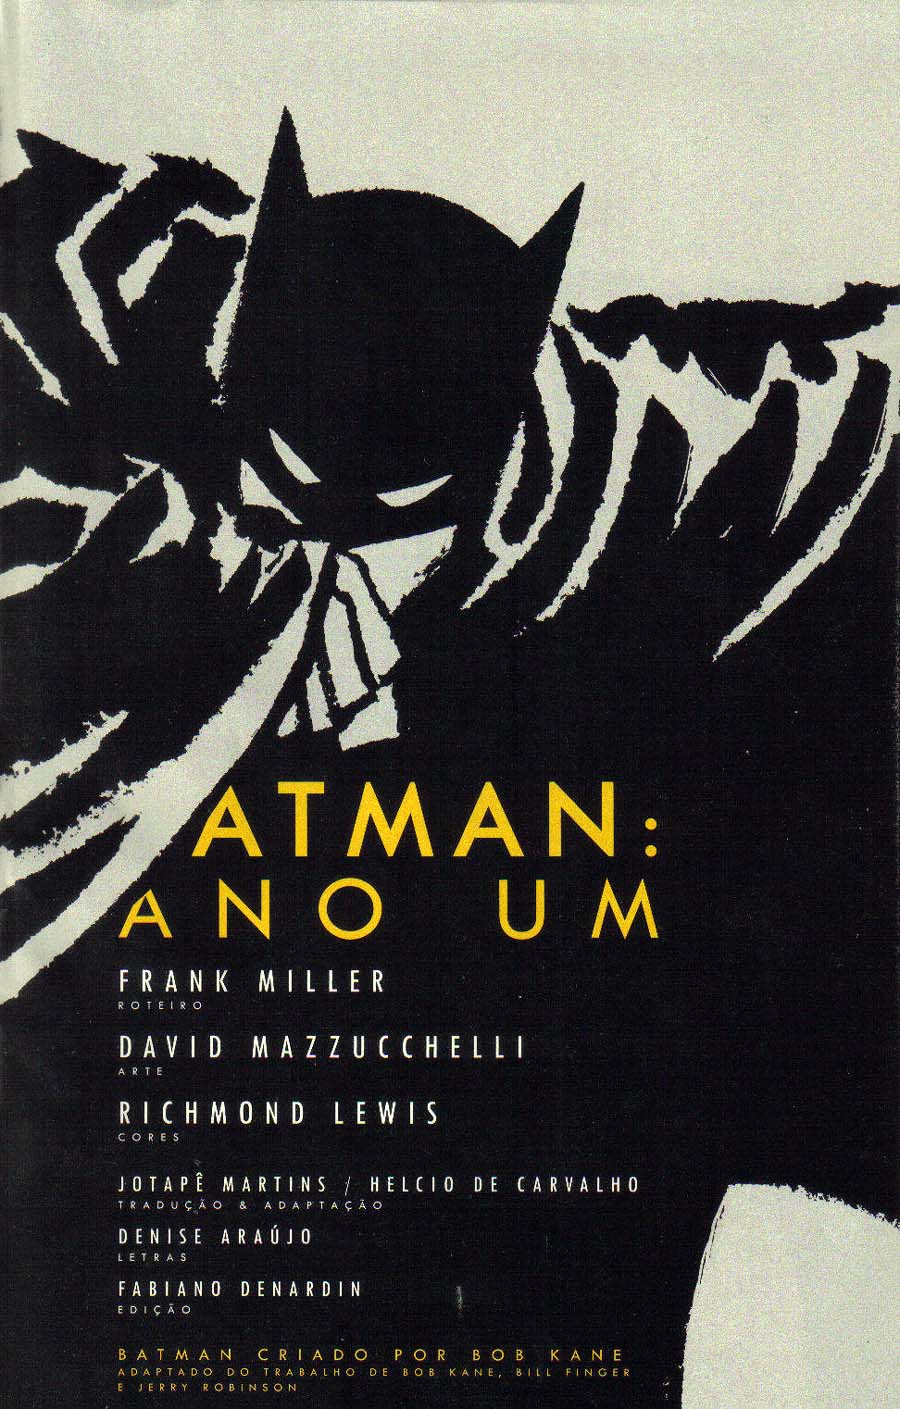 BATMAN:
ANO UM
FRANK MILLER
ROTEIRO
DAVID MAZZUCCHELLI
ARTE
RICHMOND LEWIS
CORES
JOTAPÊ MARTINS / HELCIO DE CARVALHO
TRADUÇÃO & ADAPTAÇÃO
DENISE ARAÚJO
LETRAS
FABIANO DENARDIN
EDIÇÃO
BATMAN CRIADO POR BOB KANE
ADAPTADO DO TRABALHO DE BOB KANE, BILL FINGER
E JERRY ROBINSON